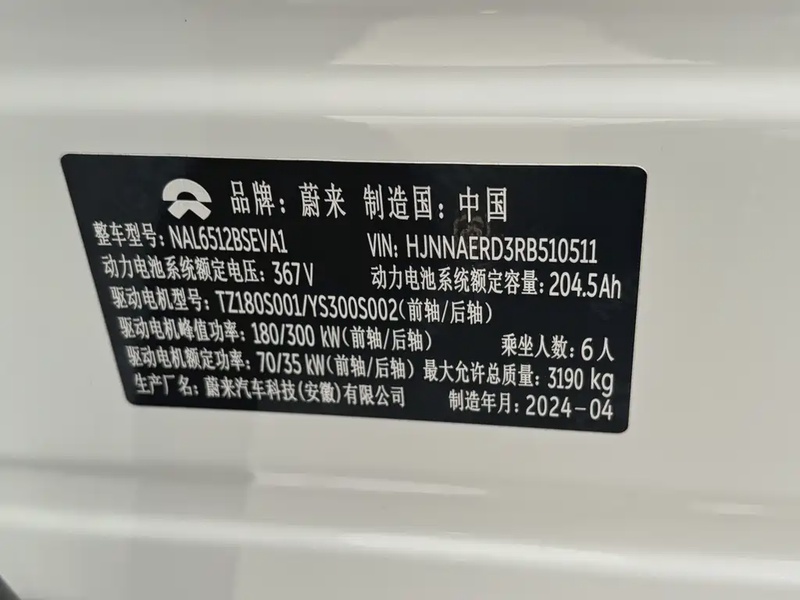 品牌：蔚来 制造国：中国
整车型号：NAL6512BSEVA1 VIN：HJNNAERD3RB510511
动力电池系统额定电压：367V 动力电池系统额定容量：204.5Ah
驱动电机型号：TZ180S001/YS300S002(前轴/后轴)
驱动电机峰值功率：180/300 kW(前轴/后轴) 乘坐人数：6人
驱动电机额定功率：70/35 kW(前轴/后轴) 最大允许总质量：3190 kg
生产厂名：蔚来汽车科技(安徽)有限公司 制造年月：2024-04